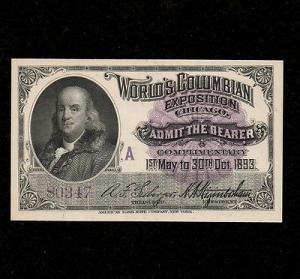 WORLD'S COLUMBIAN
EXPOSITION
CHICAGO.
ADMIT THE BEARER
COMPLIMENTARY
1ST May to 30TH Oct. 1893.
A
80347
TREASURER
PRESIDENT
AMERICAN BANK NOTE COMPANY, NEW YORK.